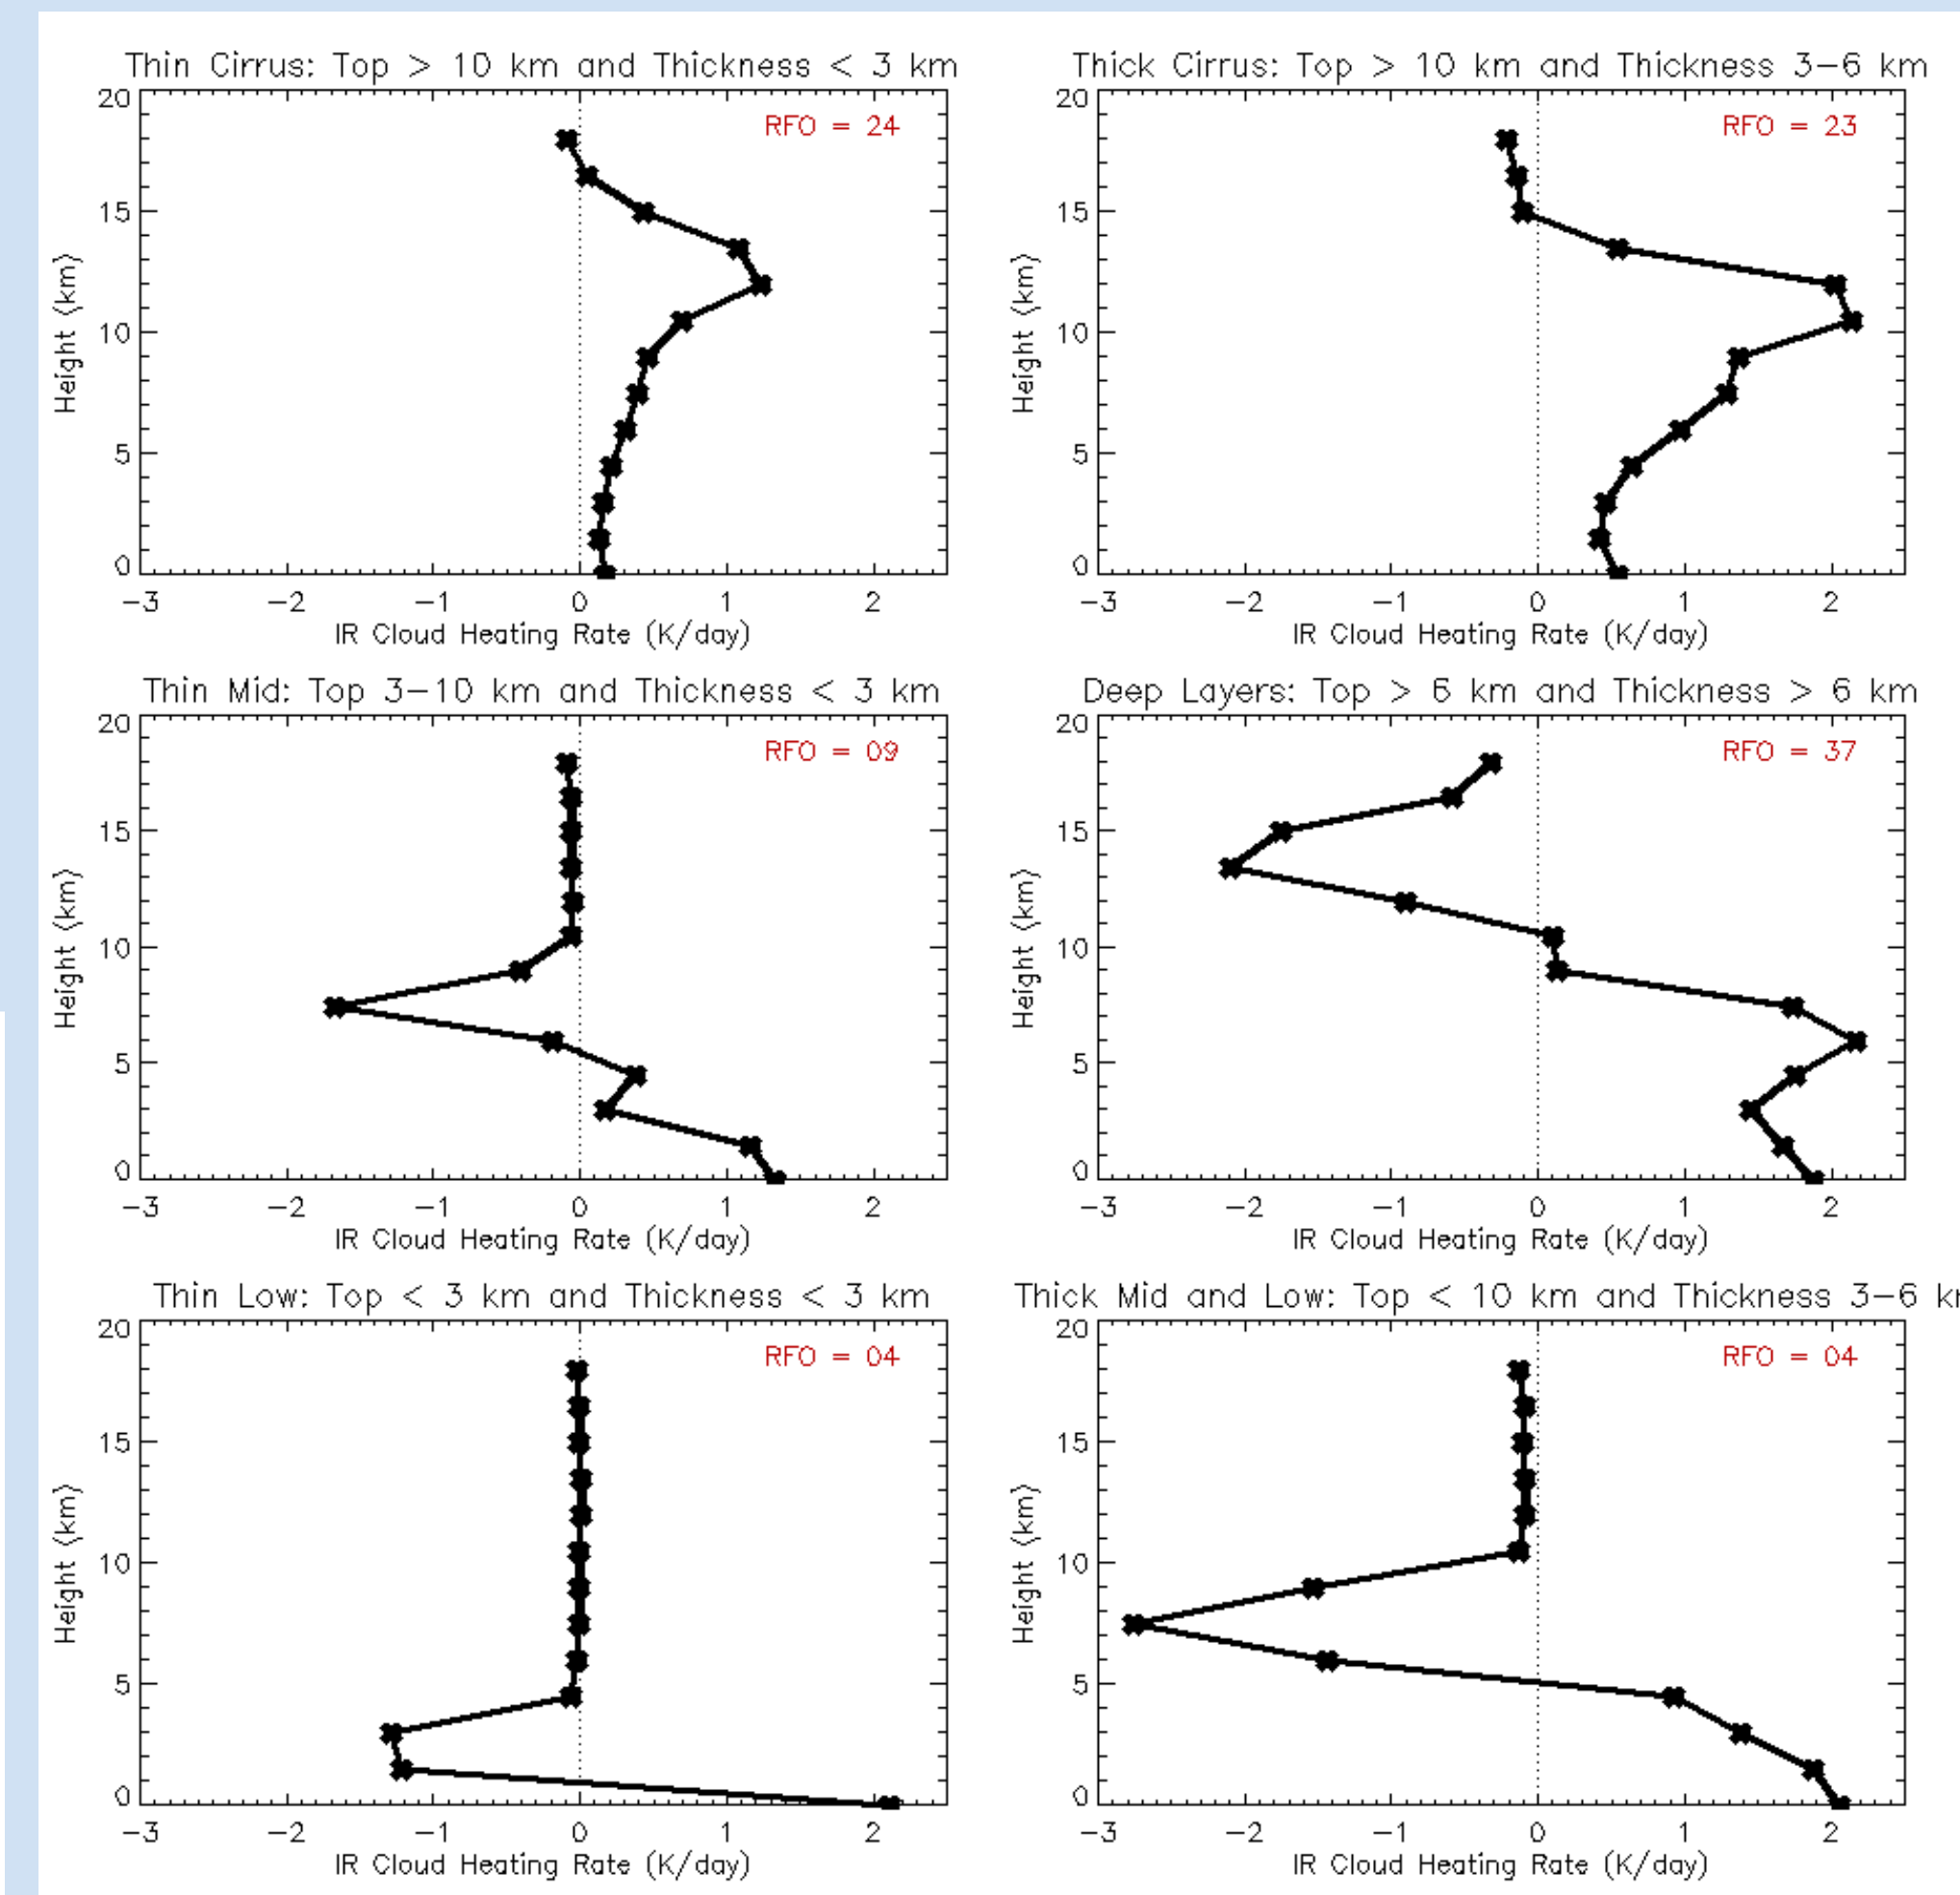 Thin Cirrus: Top > 10 km and Thickness < 3 km
RFO = 24
20
15
10
5
0
Height (km)
−3 −2 −1 0 1 2
IR Cloud Heating Rate (K/day)
Thick Cirrus: Top > 10 km and Thickness 3−6 km
RFO = 23
20
15
10
5
0
Height (km)
−3 −2 −1 0 1 2
IR Cloud Heating Rate (K/day)
Thin Mid: Top 3−10 km and Thickness < 3 km
RFO = 09
20
15
10
5
0
Height (km)
−3 −2 −1 0 1 2
IR Cloud Heating Rate (K/day)
Deep Layers: Top > 6 km and Thickness > 6 km
RFO = 37
20
15
10
5
0
Height (km)
−3 −2 −1 0 1 2
IR Cloud Heating Rate (K/day)
Thin Low: Top < 3 km and Thickness < 3 km
RFO = 04
20
15
10
5
0
Height (km)
−3 −2 −1 0 1 2
IR Cloud Heating Rate (K/day)
Thick Mid and Low: Top < 10 km and Thickness 3−6
RFO = 04
20
15
10
5
0
Height (km)
−3 −2 −1 0 1 2
IR Cloud Heating Rate (K/day)